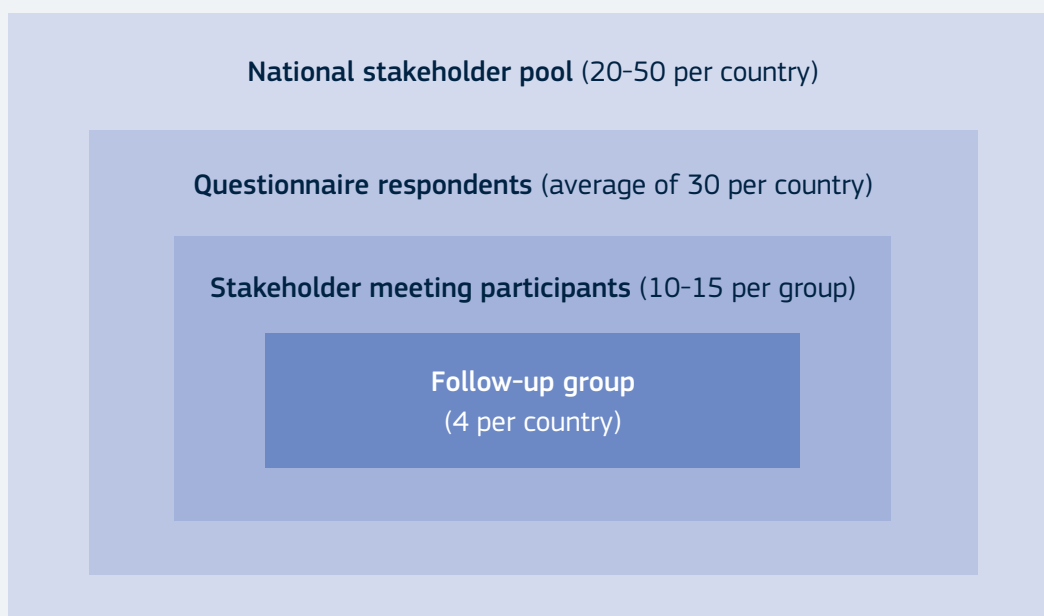 National stakeholder pool (20-50 per country)
Questionnaire respondents (average of 30 per country)
Stakeholder meeting participants (10-15 per group)
Follow-up group
(4 per country)